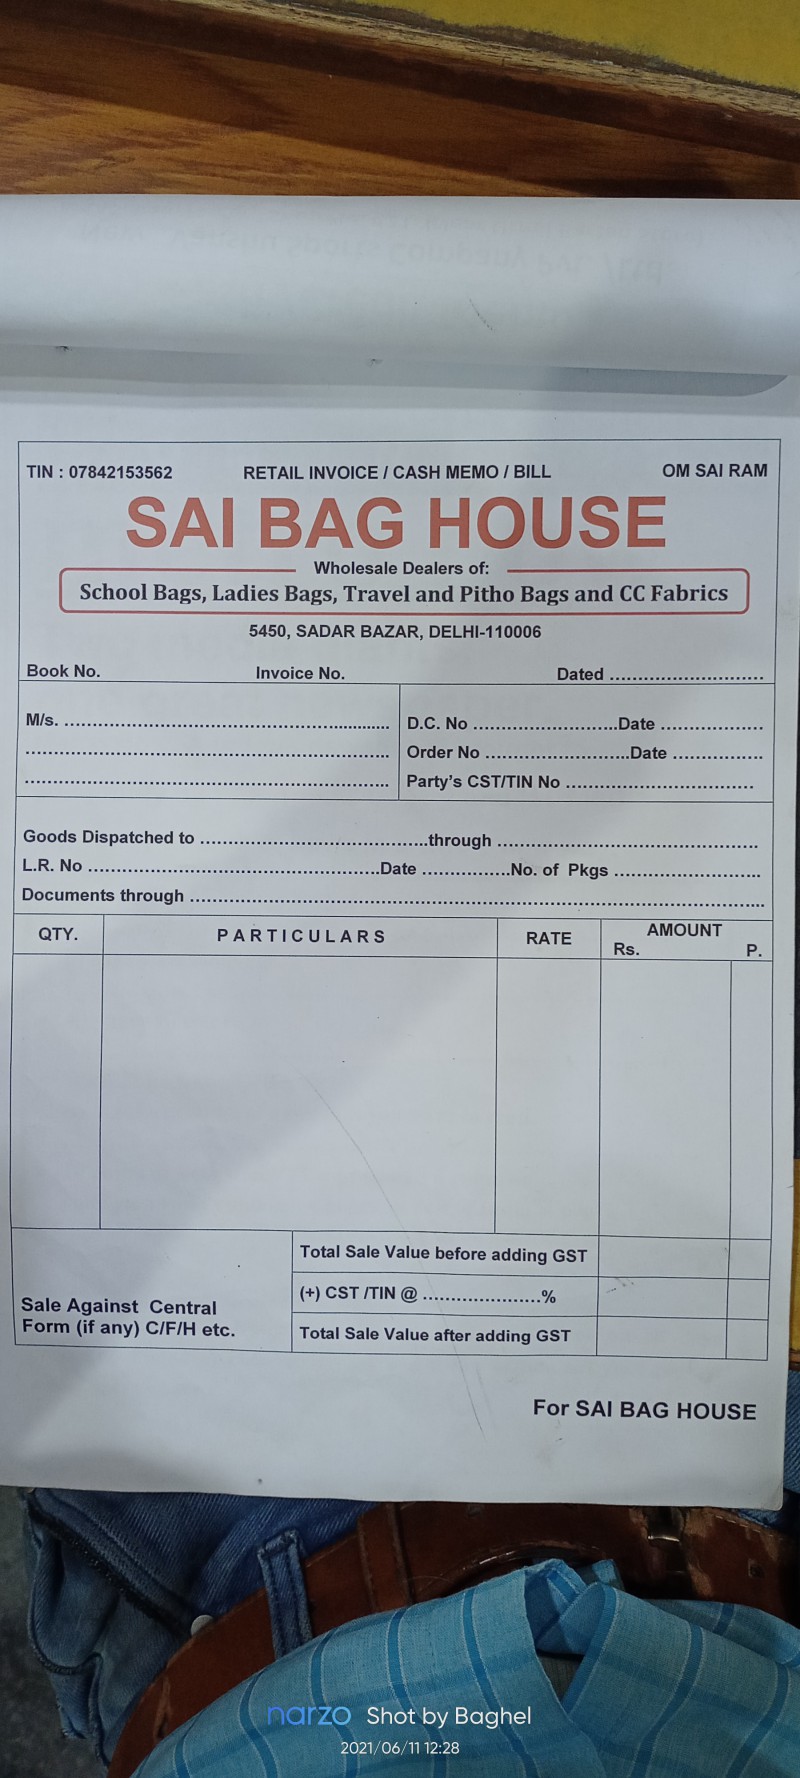 TIN : 07842153562 RETAIL INVOICE / CASH MEMO / BILL OM SAI RAM
SAI BAG HOUSE
Wholesale Dealers of:
School Bags, Ladies Bags, Travel and Pitho Bags and CC Fabrics
5450, SADAR BAZAR, DELHI-110006
Book No. Invoice No. Dated ...........................
M/s. ........................................................
D.C. No ..........................Date ..................
Order No ..........................Date ................
Party's CST/TIN No .................................
Goods Dispatched to ........................................through ..............................................
L.R. No ...................................................Date ................No. of Pkgs ..........................
Documents through ....................................................................................................
QTY. PARTICULARS RATE AMOUNT
Rs. P.
Total Sale Value before adding GST
(+) CST /TIN @ .....................%
Total Sale Value after adding GST
Sale Against Central
Form (if any) C/F/H etc.
For SAI BAG HOUSE
narzo Shot by Baghel
2021/06/11 12:28